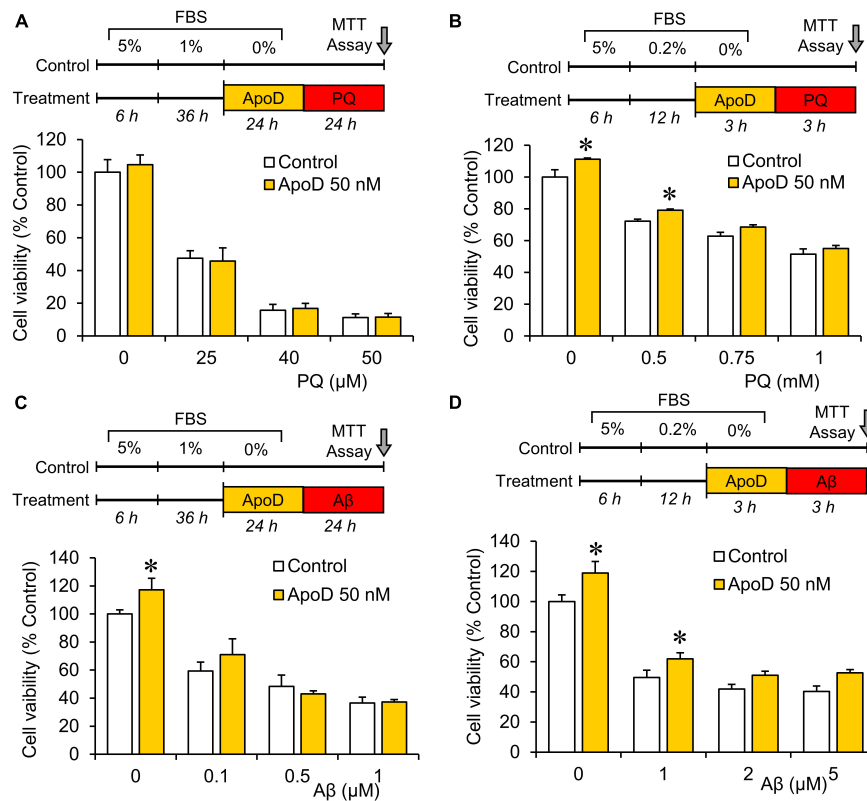 A
FBS
5% 1% 0%
MTT
Assay
Control
Treatment
ApoD PQ
6 h 36 h 24 h 24 h
Cell viability (% Control)
120
100
80
60
40
20
0
Control
ApoD 50 nM
0 25 40 50
PQ (µM)
B
FBS
5% 0.2% 0%
MTT
Assay
Control
Treatment
ApoD PQ
6 h 12 h 3 h 3 h
Cell viability (% Control)
120
100
80
60
40
20
0
* *
Control
ApoD 50 nM
0 0.5 0.75 1
PQ (mM)
C
FBS
5% 1% 0%
MTT
Assay
Control
Treatment
ApoD Aβ
6 h 36 h 24 h 24 h
Cell vaibility (% Control)
140
120
100
80
60
40
20
0
*
Control
ApoD 50 nM
0 0.1 0.5 1
Aβ (µM)
D
FBS
5% 0.2% 0%
MTT
Assay
Control
Treatment
ApoD Aβ
6 h 12 h 3 h 3 h
Cell viability (% Control)
140
120
100
80
60
40
20
0
* *
Control
ApoD 50 nM
0 1 2 5
Aβ (µM)